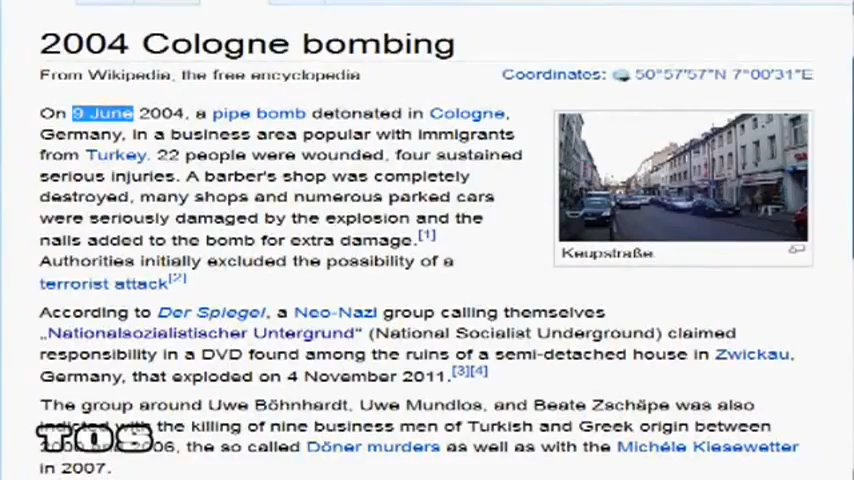 2004 Cologne bombing
From Wikipedia, the free encyclopedia
Coordinates: 50°57′57″N 7°00′31″E
On 9 June 2004, a pipe bomb detonated in Cologne,
Germany, in a business area popular with immigrants
from Turkey. 22 people were wounded, four sustained
serious injuries. A barber's shop was completely
destroyed, many shops and numerous parked cars
were seriously damaged by the explosion and the
nails added to the bomb for extra damage.[1]
Authorities initially excluded the possibility of a
terrorist attack[2]
Keupstraße.
According to Der Spiegel, a Neo-Nazi group calling themselves
„Nationalsozialistischer Untergrund“ (National Socialist Underground) claimed
responsibility in a DVD found among the ruins of a semi-detached house in Zwickau,
Germany, that exploded on 4 November 2011.[3][4]
The group around Uwe Böhnhardt, Uwe Mundlos, and Beate Zschäpe was also
with the killing of nine business men of Turkish and Greek origin between
2006, the so called Döner murders as well as with the Michéle Kiesewetter
in 2007.
TOS